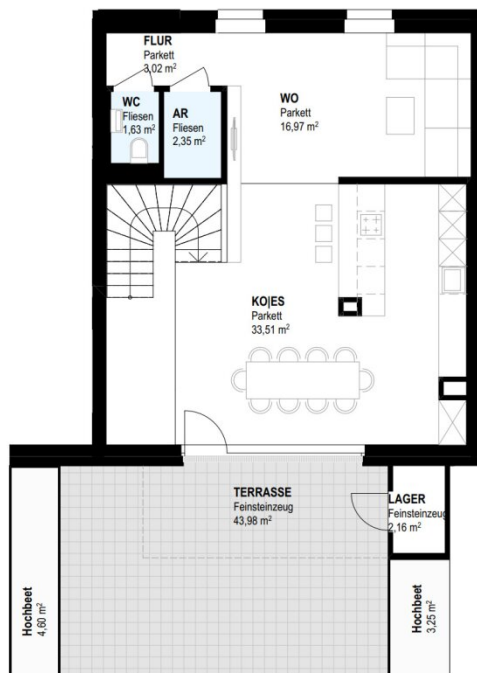 FLUR
Parkett
3,02 m²
WC
Fliesen
1,63 m²
AR
Fliesen
2,35 m²
WO
Parkett
16,97 m²
KO|ES
Parkett
33,51 m²
TERRASSE
Feinsteinzeug
43,98 m²
LAGER
Feinsteinzeug
2,16 m²
Hochbeet
4,60 m²
Hochbeet
3,25 m²